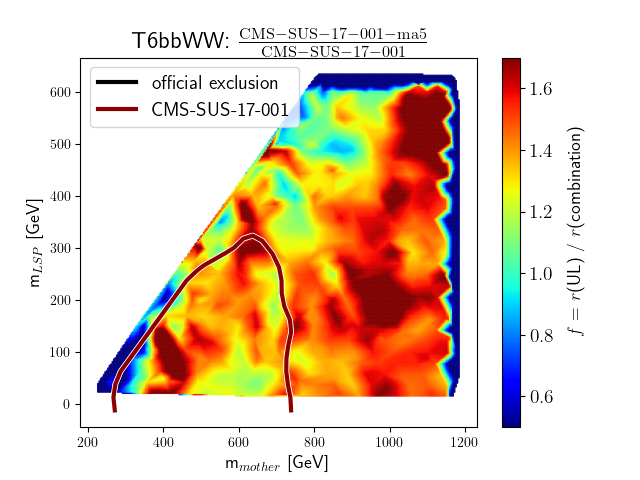 T6bbWW: CMS−SUS−17−001−ma5
CMS−SUS−17−001
official exclusion
CMS-SUS-17-001
600
500
400
300
200
100
0
m_LSP [GeV]
200
400
600
800
1000
1200
m_mother [GeV]
1.6
1.4
1.2
1.0
0.8
0.6
f = r(UL) / r(combination)